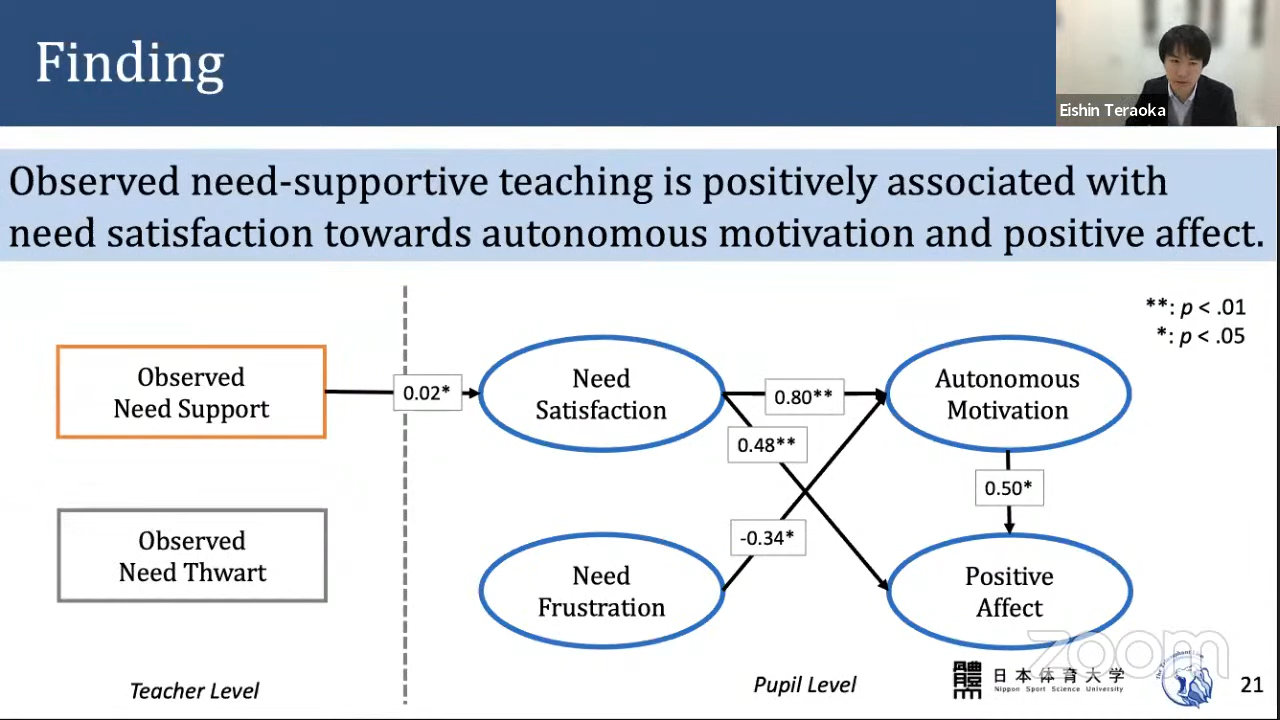 Finding
Eishin Teraoka
Observed need-supportive teaching is positively associated with
need satisfaction towards autonomous motivation and positive affect.
**: p < .01
*: p < .05
Observed
Need Support
0.02*
Need
Satisfaction
0.80**
Autonomous
Motivation
0.48**
0.50*
Observed
Need Thwart
-0.34*
Need
Frustration
Positive
Affect
zoom
Teacher Level
Pupil Level
體
日本体育大学
Nippon Sport Science University
21